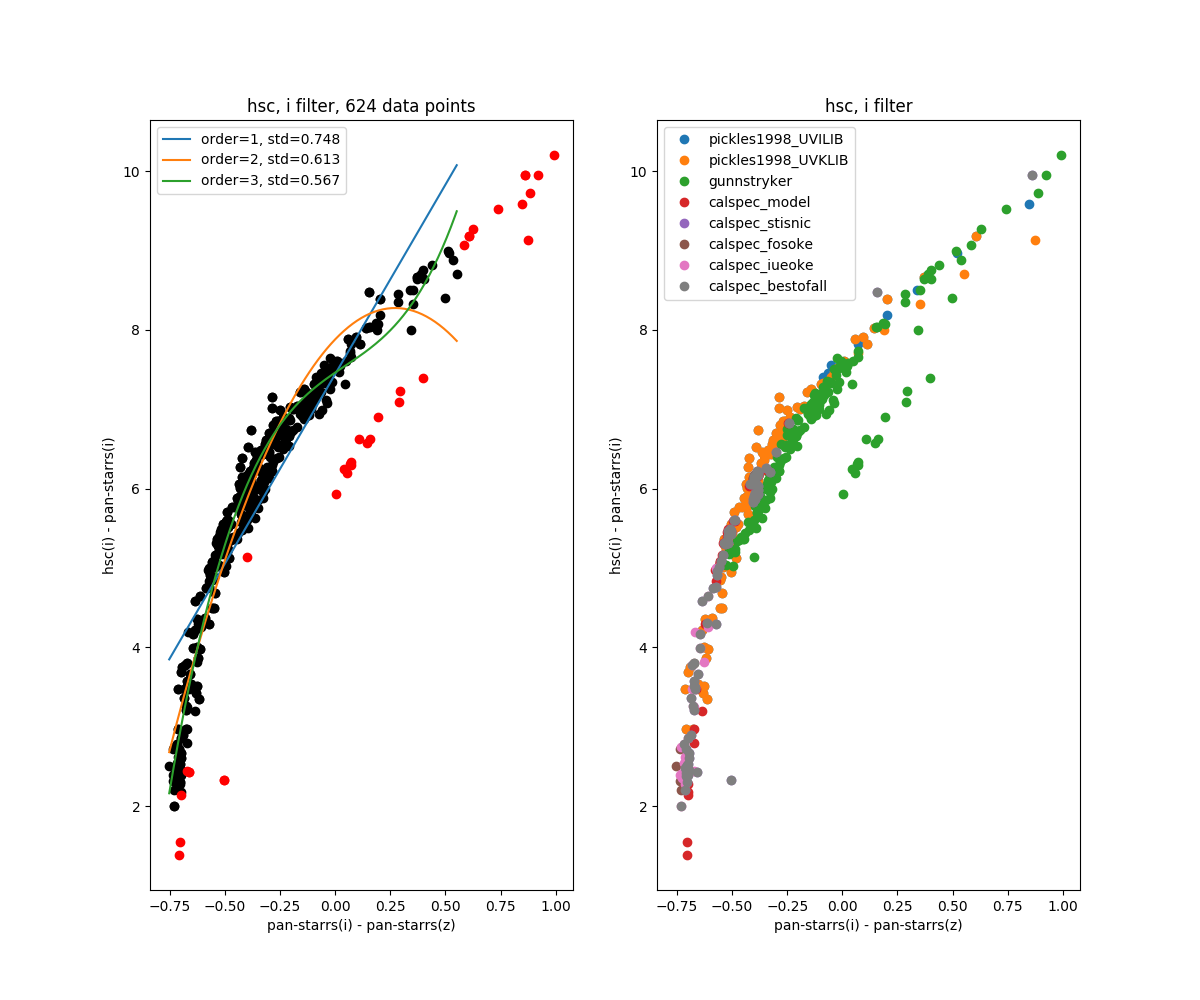 hsc, i filter, 624 data points
order=1, std=0.748
order=2, std=0.613
order=3, std=0.567
10
8
6
4
2
hsc(i) - pan-starrs(i)
−0.75 −0.50 −0.25 0.00 0.25 0.50 0.75 1.00
pan-starrs(i) - pan-starrs(z)
hsc, i filter
pickles1998_UVILIB
pickles1998_UVKLIB
gunnstryker
calspec_model
calspec_stisnic
calspec_fosoke
calspec_iueoke
calspec_bestofall
10
8
6
4
2
hsc(i) - pan-starrs(i)
−0.75 −0.50 −0.25 0.00 0.25 0.50 0.75 1.00
pan-starrs(i) - pan-starrs(z)